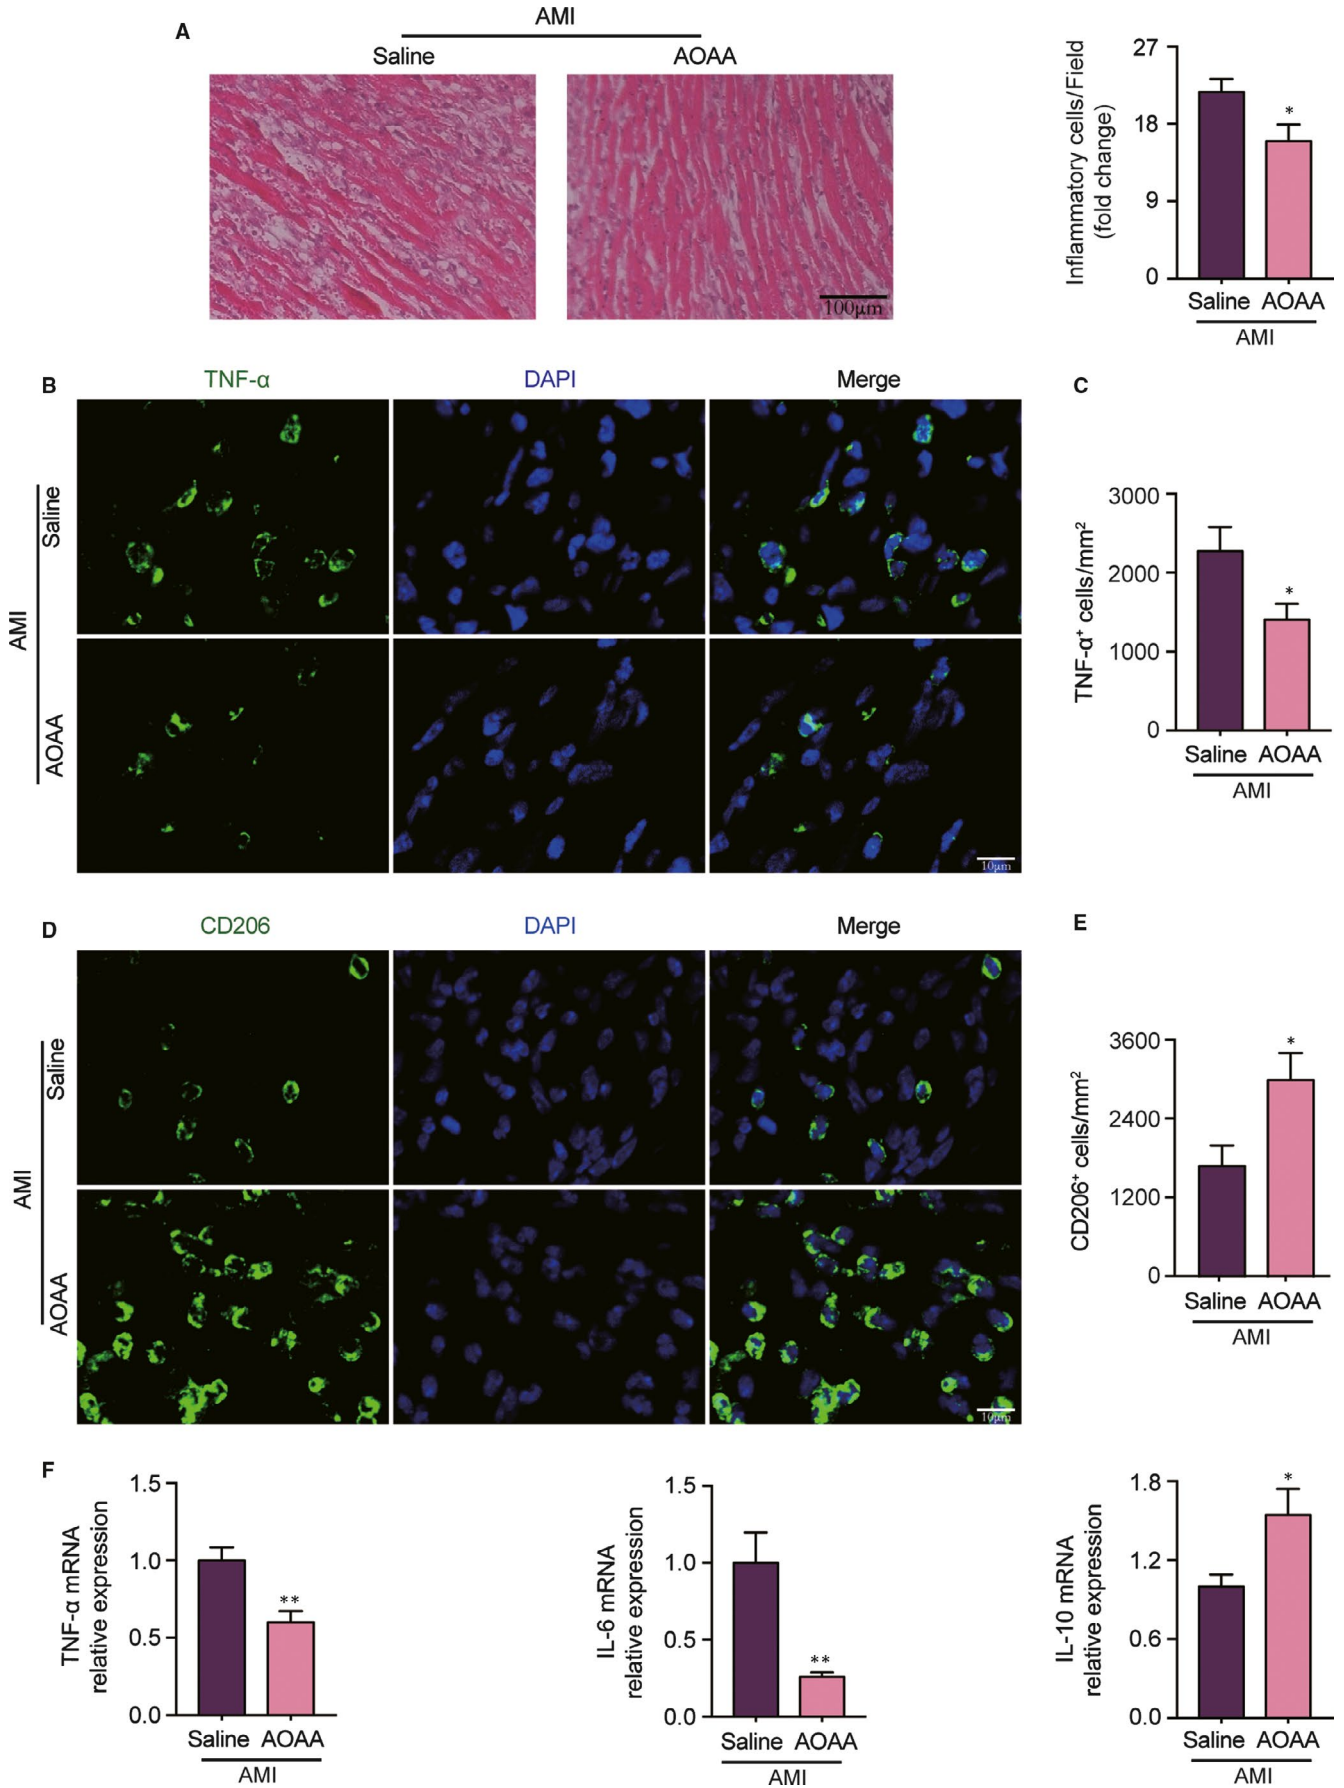 A
AMI
Saline
AOAA
100μm
Inflammatory cells/Field
(fold change)
27
18
9
0
Saline AOAA
AMI
B
TNF-α
DAPI
Merge
AMI
Saline
AOAA
10μm
C
TNF-α⁺ cells/mm²
3000
2000
1000
0
Saline AOAA
AMI
D
CD206
DAPI
Merge
AMI
Saline
AOAA
10μm
E
CD206⁺ cells/mm²
3600
2400
1200
0
Saline AOAA
AMI
*
*
*
F
TNF-α mRNA
relative expression
1.5
1.0
0.5
0.0
**
Saline AOAA
AMI
IL-6 mRNA
relative expression
1.5
1.0
0.5
0.0
**
Saline AOAA
AMI
IL-10 mRNA
relative expression
1.8
1.2
0.6
0.0
*
Saline AOAA
AMI